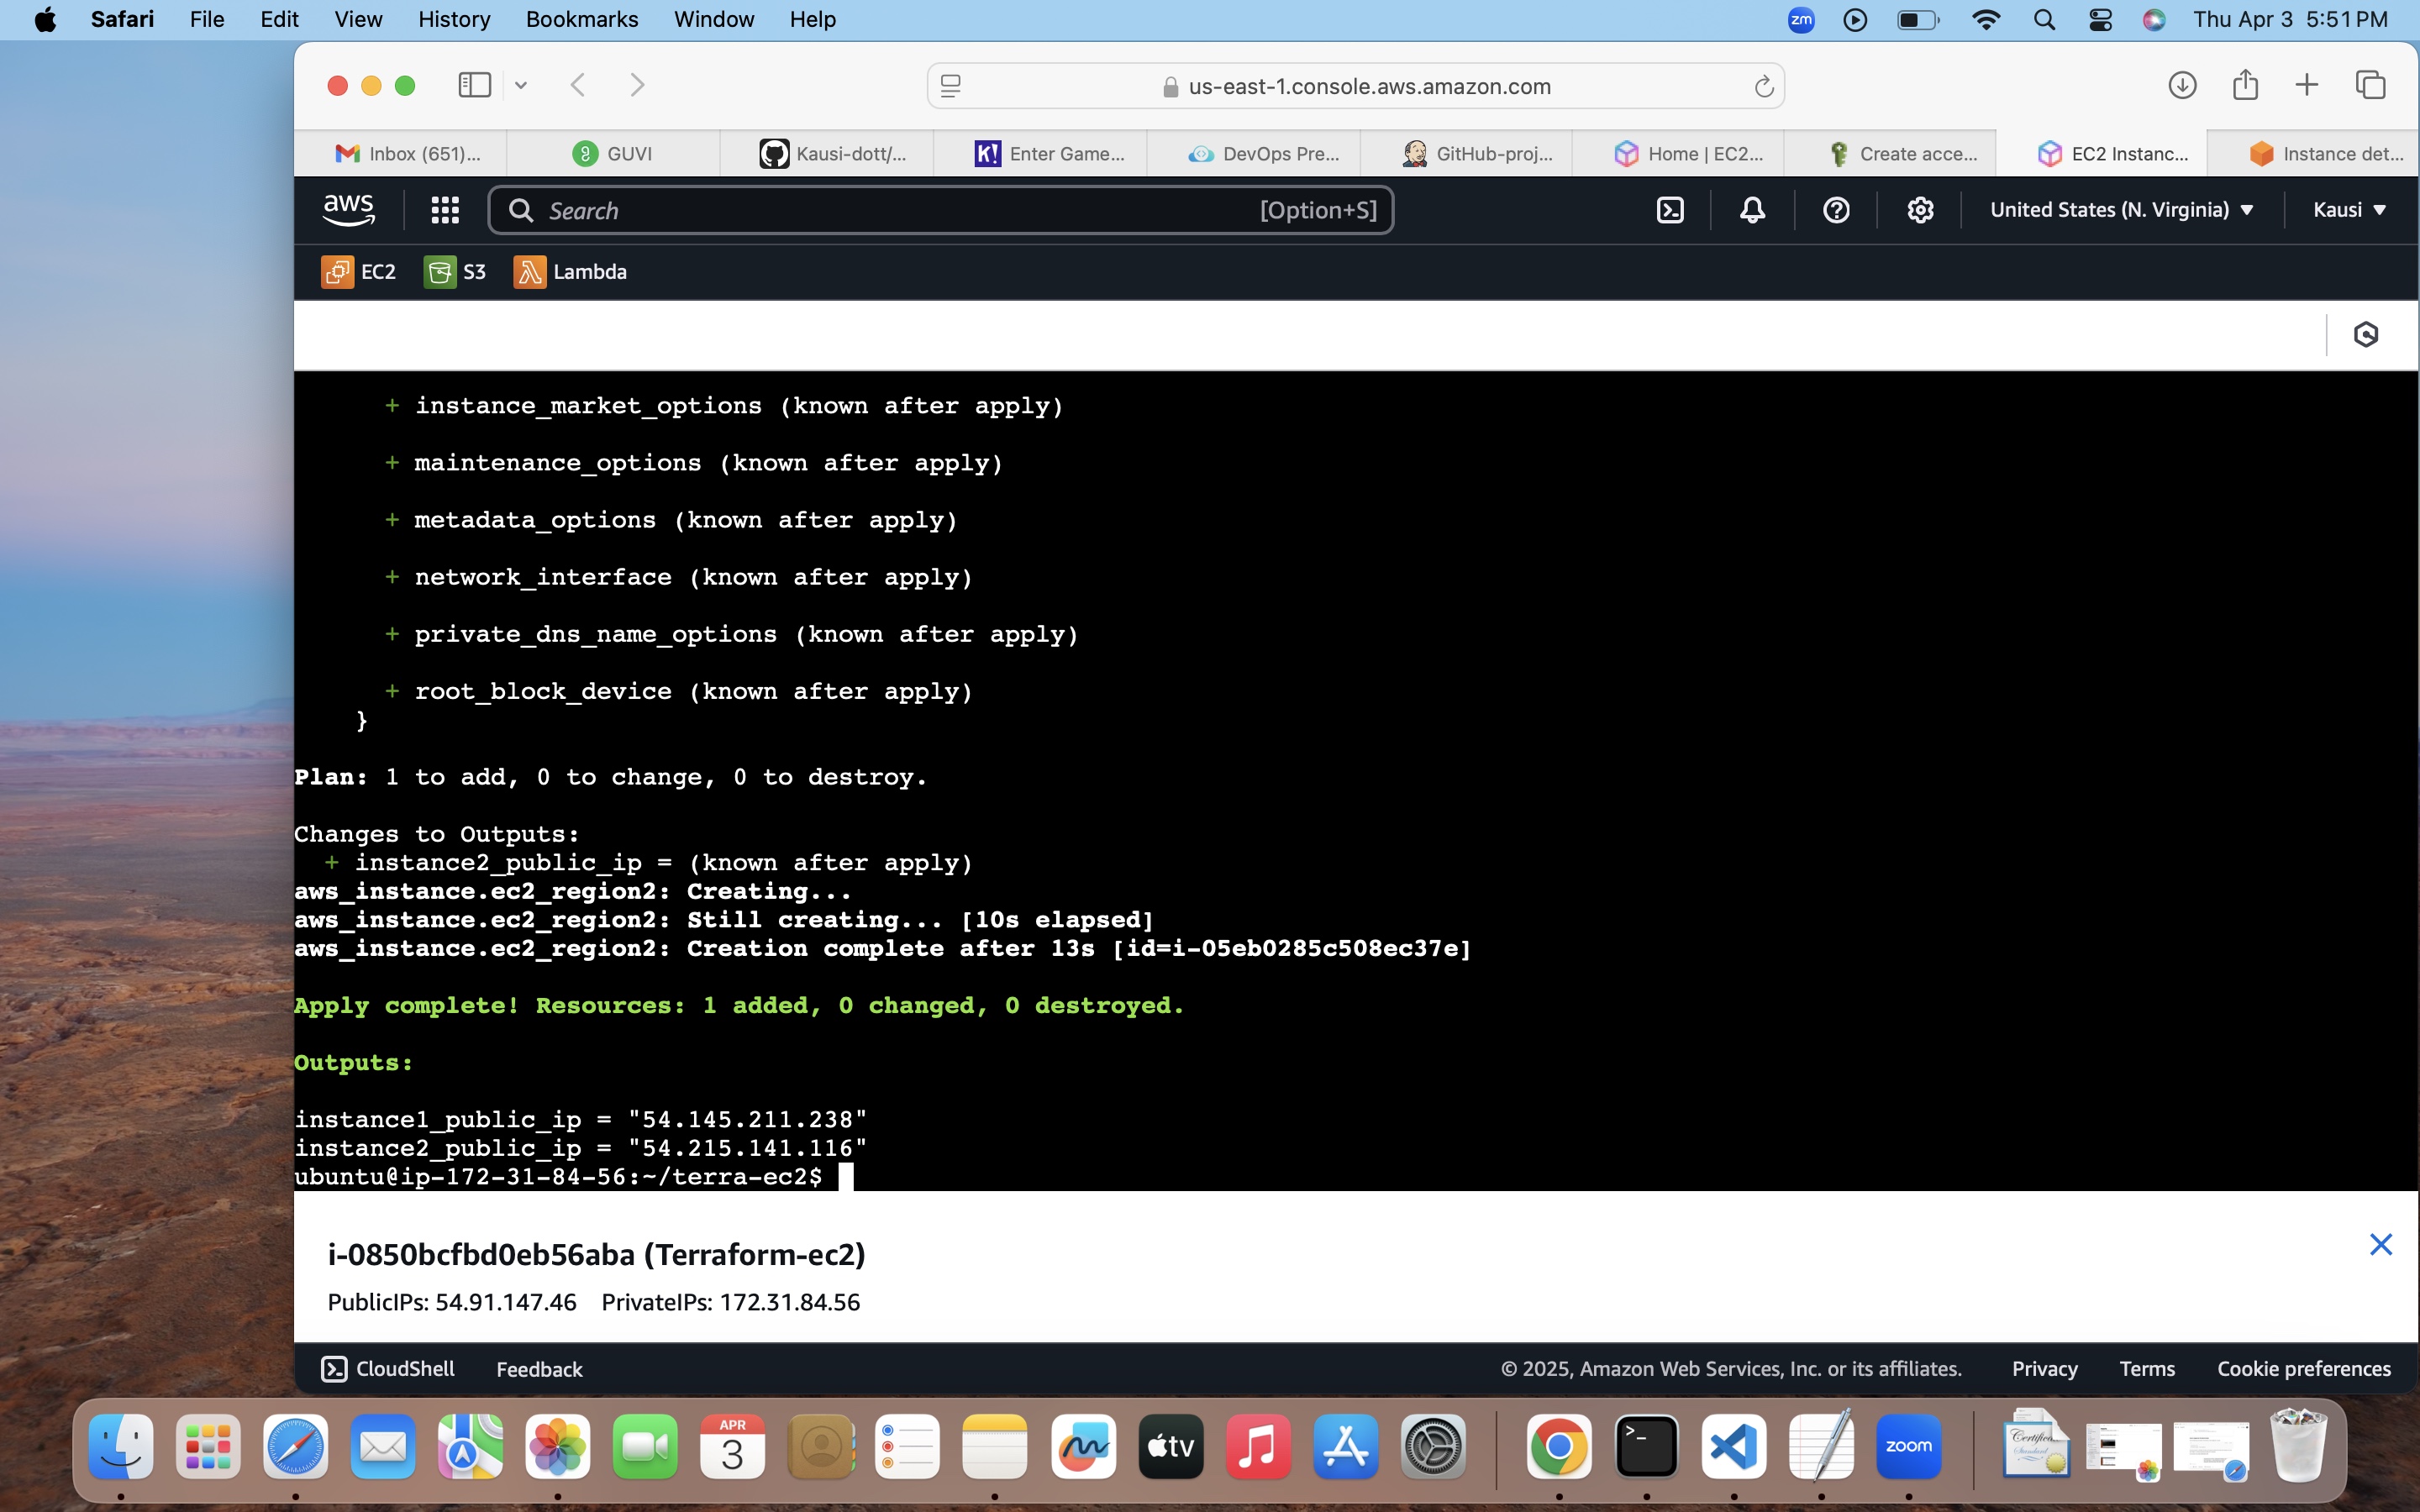 Safari File Edit View History Bookmarks Window Help zm Thu Apr 3 5:51 PM
us-east-1.console.aws.amazon.com
Inbox (651)... GUVI Kausi-dott/... K! Enter Game... DevOps Pre... GitHub-proj... Home | EC2... Create acce... EC2 Instanc... Instance det...
aws Search [Option+S] United States (N. Virginia) Kausi
EC2 S3 Lambda
+ instance_market_options (known after apply)
+ maintenance_options (known after apply)
+ metadata_options (known after apply)
+ network_interface (known after apply)
+ private_dns_name_options (known after apply)
+ root_block_device (known after apply)
}
Plan: 1 to add, 0 to change, 0 to destroy.
Changes to Outputs:
+ instance2_public_ip = (known after apply)
aws_instance.ec2_region2: Creating...
aws_instance.ec2_region2: Still creating... [10s elapsed]
aws_instance.ec2_region2: Creation complete after 13s [id=i-05eb0285c508ec37e]
Apply complete! Resources: 1 added, 0 changed, 0 destroyed.
Outputs:
instance1_public_ip = "54.145.211.238"
instance2_public_ip = "54.215.141.116"
ubuntu@ip-172-31-84-56:~/terra-ec2$
i-0850bcfbd0eb56aba (Terraform-ec2)
PublicIPs: 54.91.147.46 PrivateIPs: 172.31.84.56
CloudShell Feedback © 2025, Amazon Web Services, Inc. or its affiliates. Privacy Terms Cookie preferences
APR
3
tv
>_
zoom